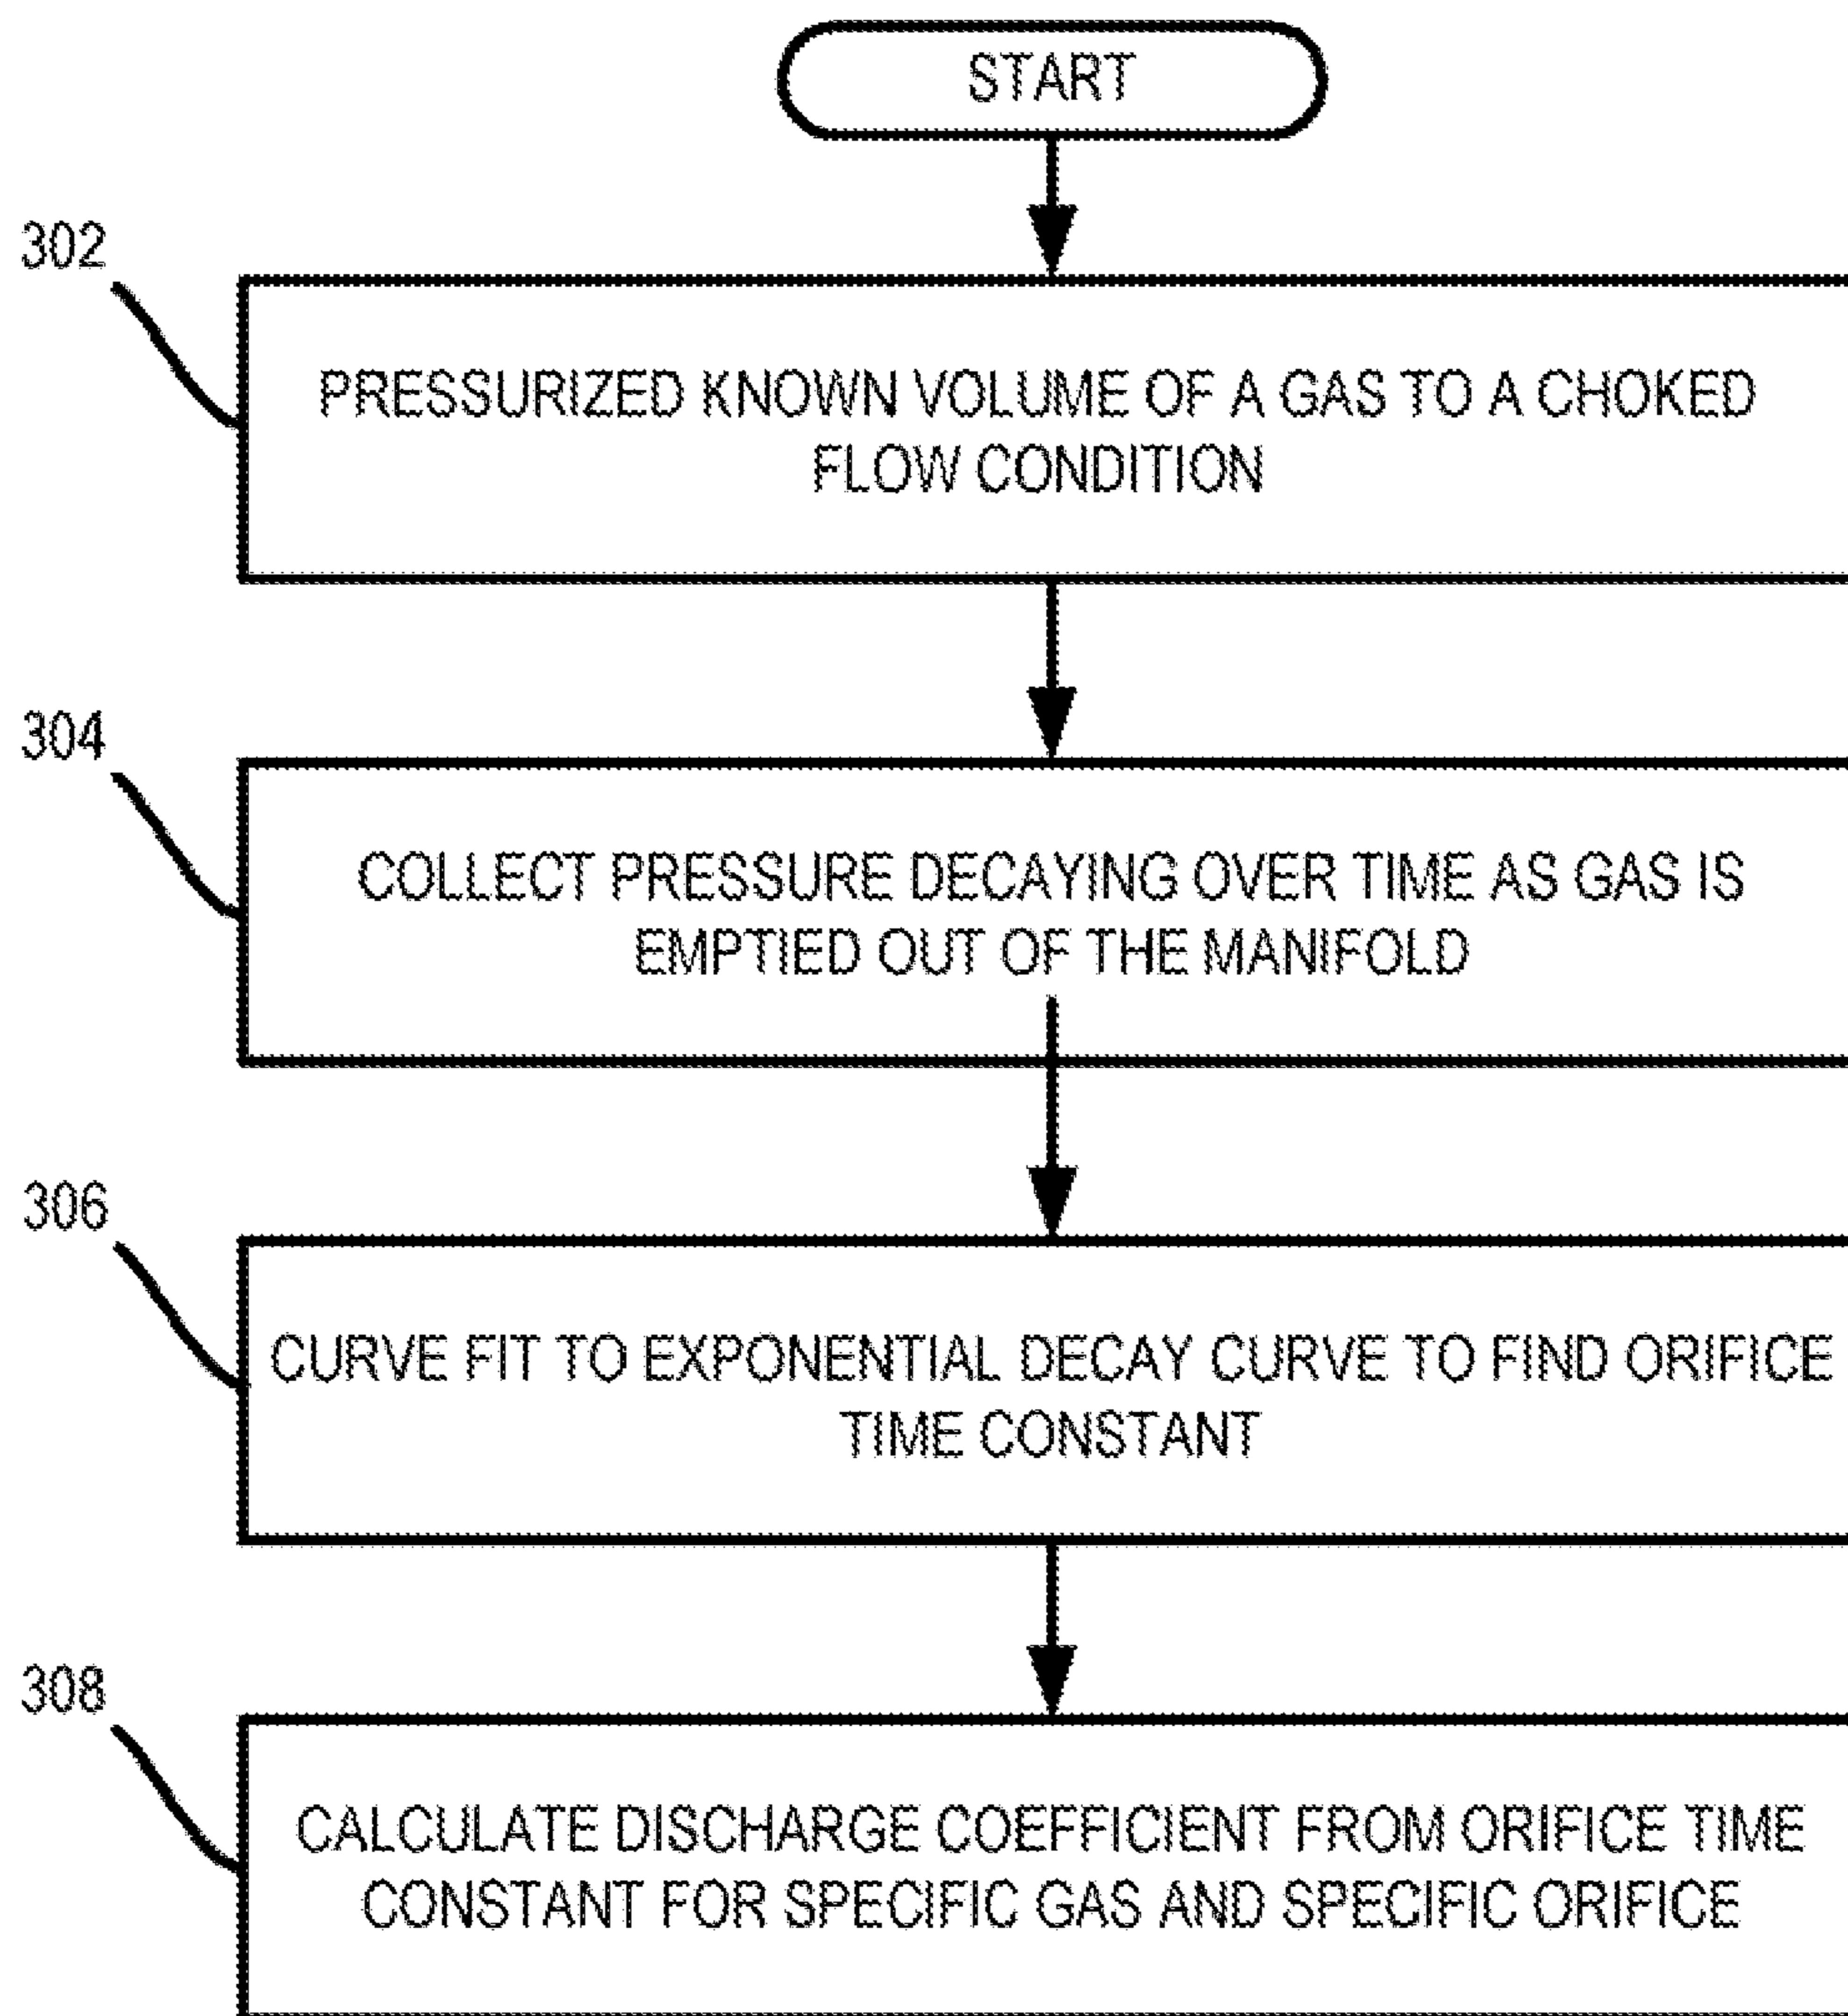 START
302
PRESSURIZED KNOWN VOLUME OF A GAS TO A CHOKED
FLOW CONDITION
304
COLLECT PRESSURE DECAYING OVER TIME AS GAS IS
EMPTIED OUT OF THE MANIFOLD
306
CURVE FIT TO EXPONENTIAL DECAY CURVE TO FIND ORIFICE
TIME CONSTANT
308
CALCULATE DISCHARGE COEFFICIENT FROM ORIFICE TIME
CONSTANT FOR SPECIFIC GAS AND SPECIFIC ORIFICE